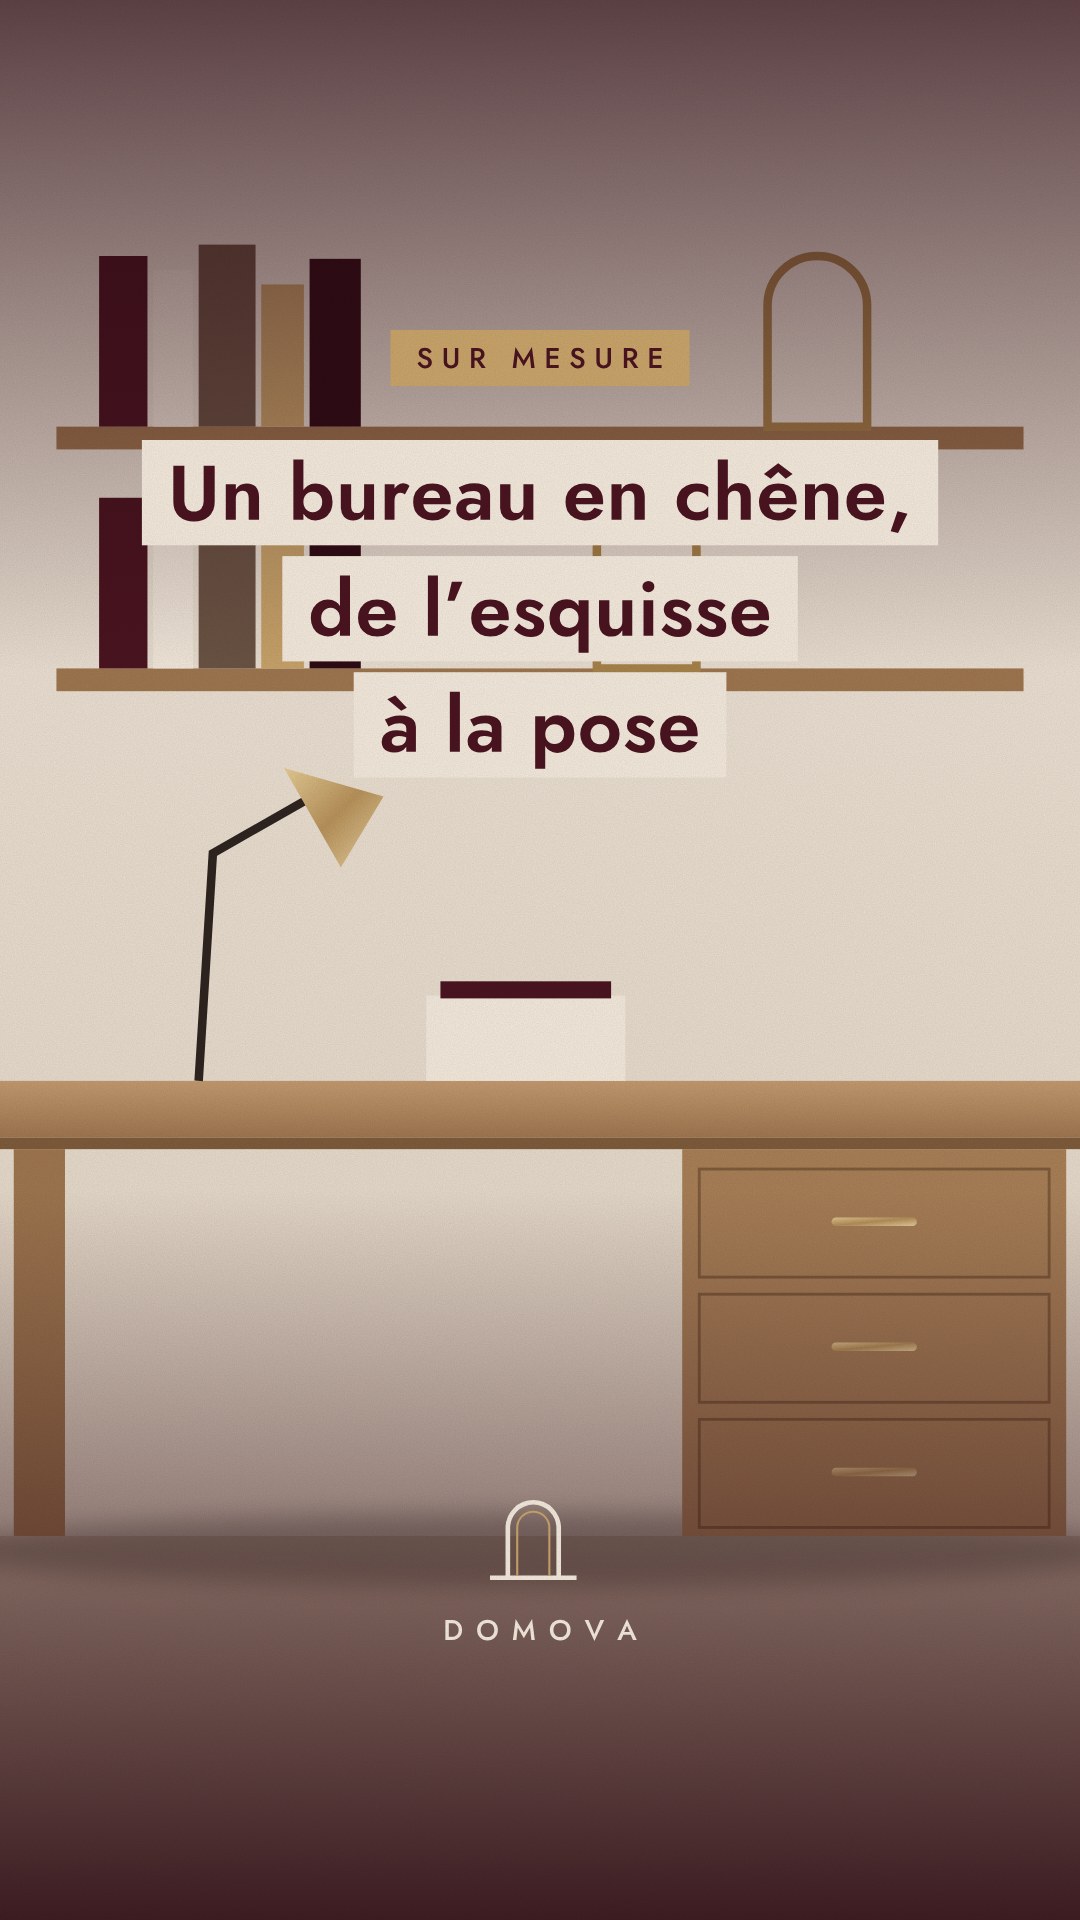 SUR MESURE
Un bureau en chêne,
de l’esquisse
à la pose
DOMOVA